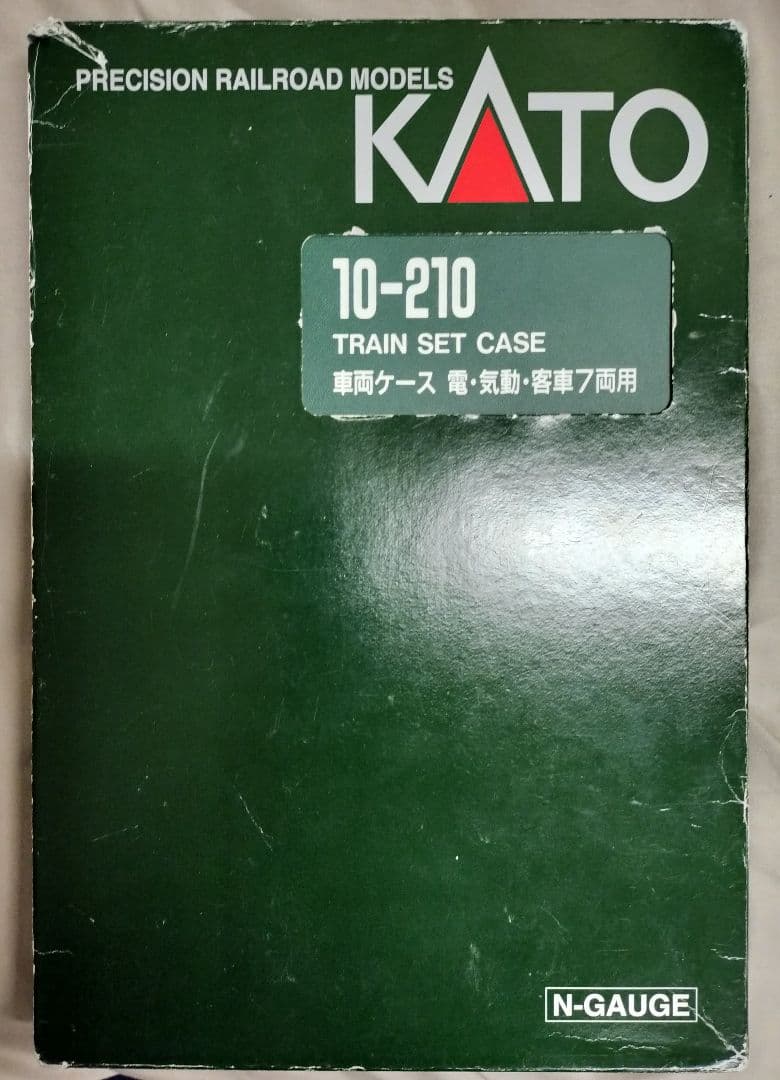 PRECISION RAILROAD MODELS
KATO
10-210
TRAIN SET CASE
車両ケース 電・気動・客車7両用
N-GAUGE